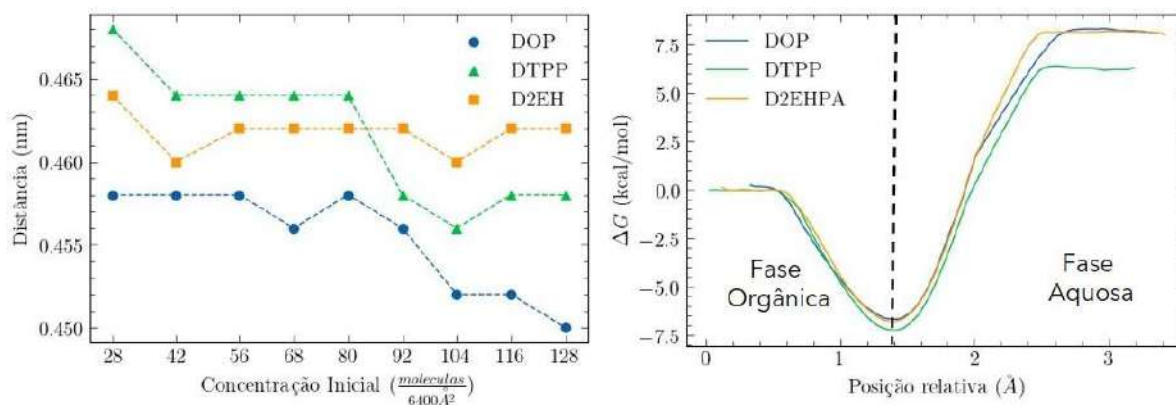 DOP
DTPP
D2EH
0.465
0.460
0.455
0.450
Distância (nm)
28 42 56 68 80 92 104 116 128
Concentração Inicial (moleculas/6400Å²)
DOP
DTPP
D2EHPA
7.5
5.0
2.5
0.0
−2.5
−5.0
−7.5
ΔG (kcal/mol)
Fase
Orgânica
Fase
Aquosa
0 1 2 3
Posição relativa (Å)